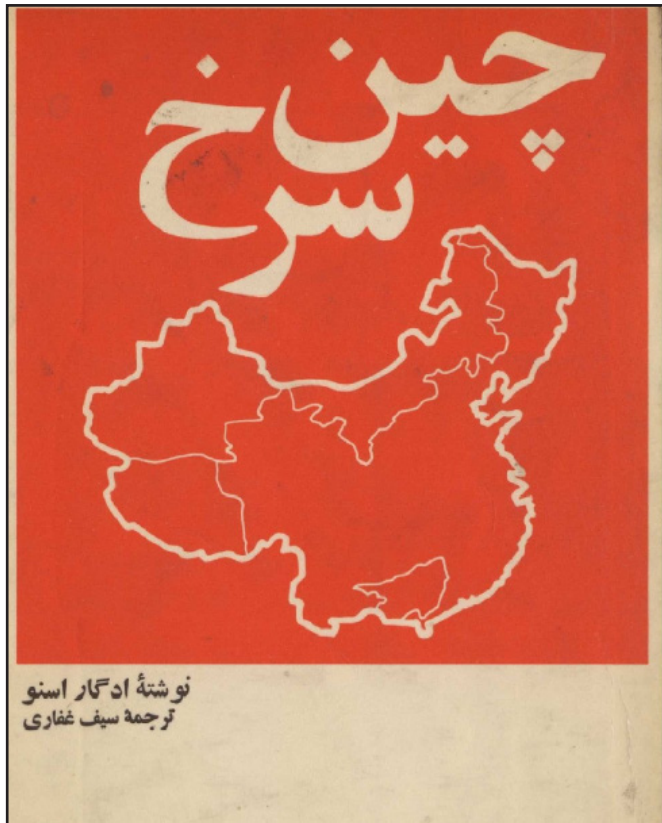 چین
سرخ
نوشتهٔ ادگار اسنو
ترجمهٔ سیف غفاری